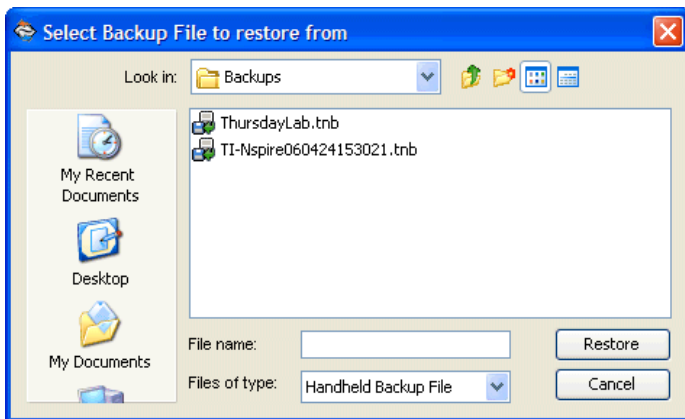 Select Backup File to restore from
Look in: Backups
ThursdayLab.tnb
TI-Nspire060424153021.tnb
My Recent
Documents
Desktop
My Documents
File name: Restore
Files of type: Handheld Backup File Cancel